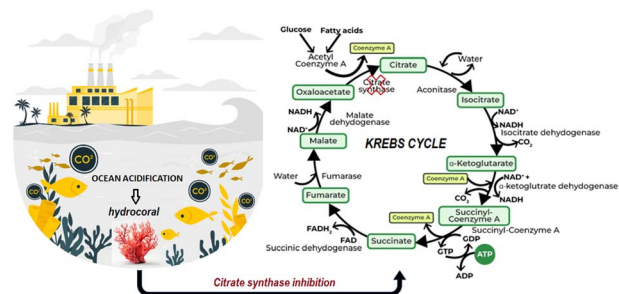 CO²
CO²
CO²
CO²
OCEAN ACIDIFICATION
hydrocoral
Citrate synthase inhibition
KREBS CYCLE
Glucose
Fatty acids
Acetyl
Coenzyme A
Coenzyme A
Citrate
Citrate
synthase
Water
Aconitase
Isocitrate
NAD⁺
NADH
Isocitrate dehydrogenase
CO₂
α-Ketoglutarate
Coenzyme A
NAD⁺ +
α-ketoglutrate dehydrogenase
CO₂
NADH
Succinyl-
Coenzyme A
Succinyl-Coenzyme A
Coenzyme A
GDP
GTP
ATP
ADP
Succinate
FADH₂
FAD
Succinic dehydrogenase
Fumarate
Water
Fumarase
Malate
NADH
NAD⁺
Malate
dehydrogenase
Oxaloacetate